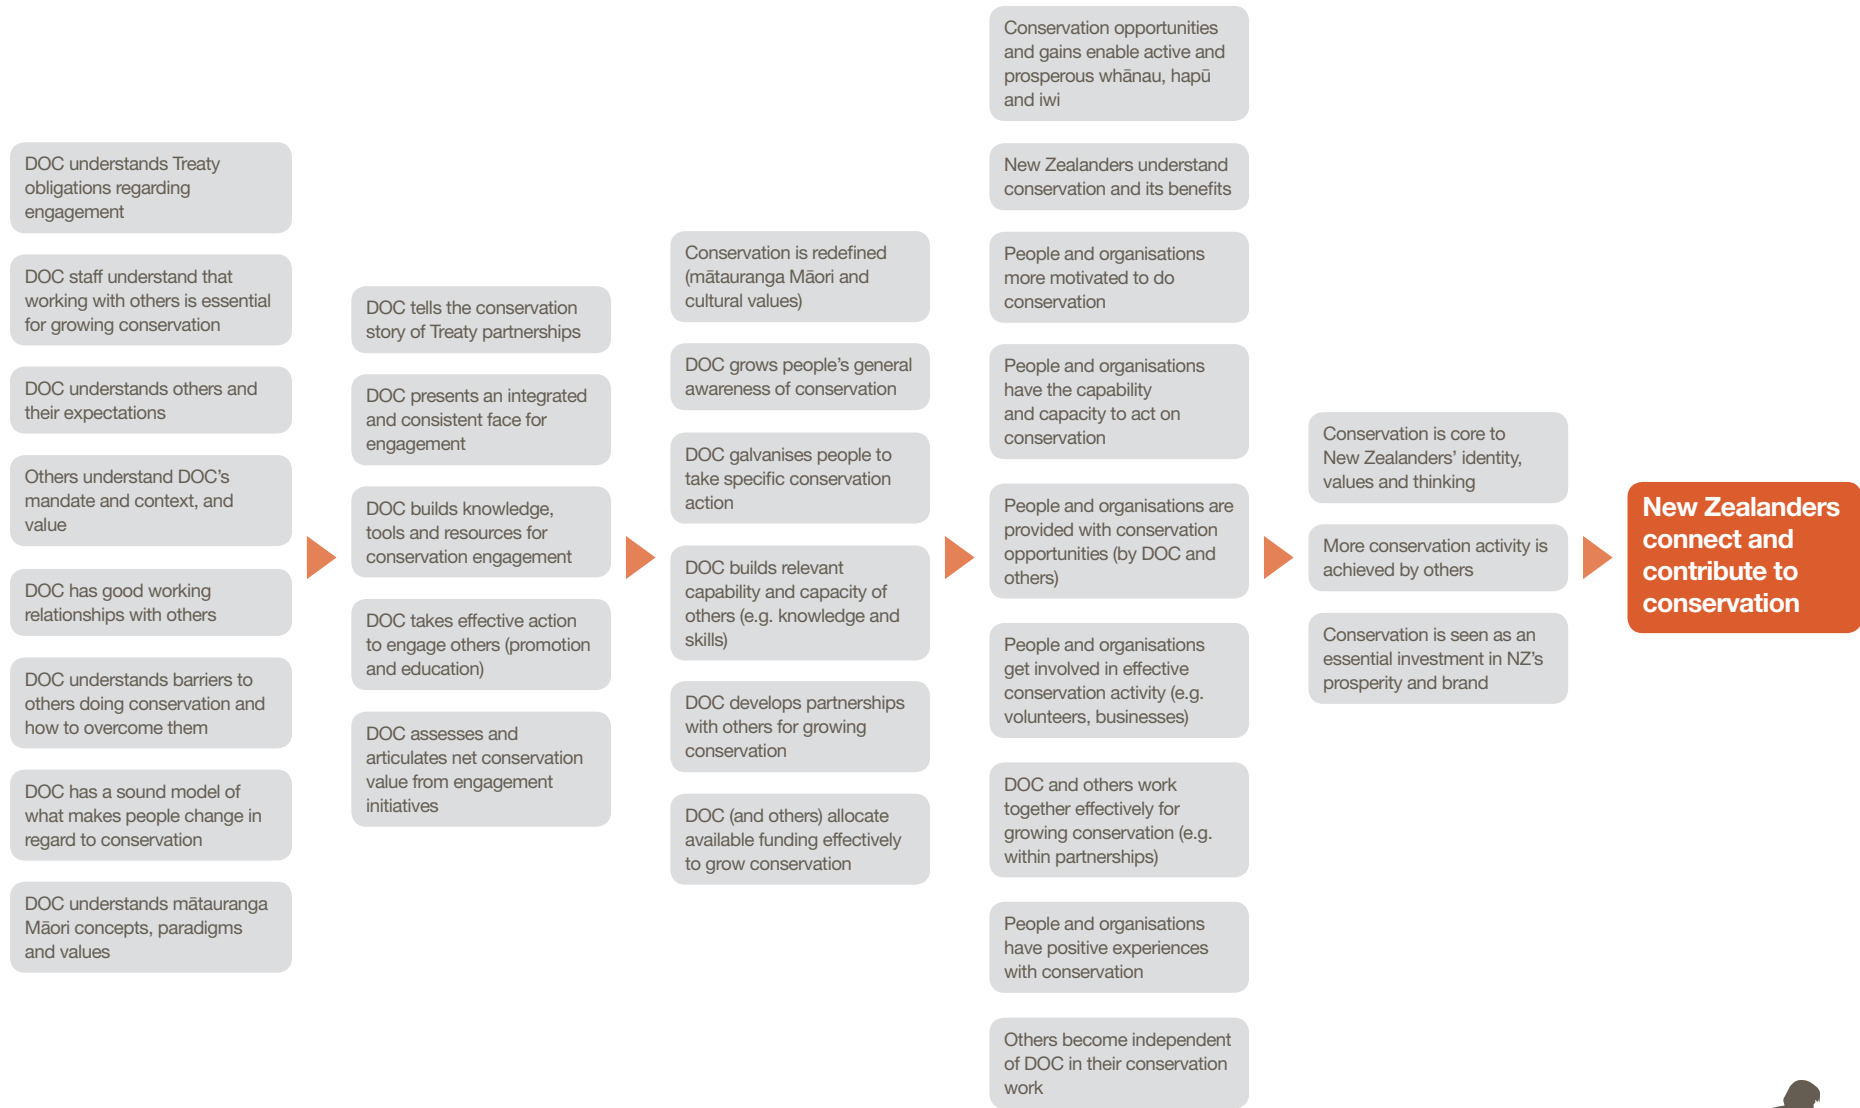 DOC understands Treaty
obligations regarding
engagement
DOC staff understand that
working with others is essential
for growing conservation
DOC understands others and
their expectations
Others understand DOC’s
mandate and context, and
value
DOC has good working
relationships with others
DOC understands barriers to
others doing conservation and
how to overcome them
DOC has a sound model of
what makes people change in
regard to conservation
DOC understands mātauranga
Māori concepts, paradigms
and values
DOC tells the conservation
story of Treaty partnerships
DOC presents an integrated
and consistent face for
engagement
DOC builds knowledge,
tools and resources for
conservation engagement
DOC takes effective action
to engage others (promotion
and education)
DOC assesses and
articulates net conservation
value from engagement
initiatives
Conservation is redefined
(mātauranga Māori and
cultural values)
DOC grows people’s general
awareness of conservation
DOC galvanises people to
take specific conservation
action
DOC builds relevant
capability and capacity of
others (e.g. knowledge and
skills)
DOC develops partnerships
with others for growing
conservation
DOC (and others) allocate
available funding effectively
to grow conservation
Conservation opportunities
and gains enable active and
prosperous whānau, hapū
and iwi
New Zealanders understand
conservation and its benefits
People and organisations
more motivated to do
conservation
People and organisations
have the capability
and capacity to act on
conservation
People and organisations are
provided with conservation
opportunities (by DOC and
others)
People and organisations
get involved in effective
conservation activity (e.g.
volunteers, businesses)
DOC and others work
together effectively for
growing conservation (e.g.
within partnerships)
People and organisations
have positive experiences
with conservation
Others become independent
of DOC in their conservation
work
Conservation is core to
New Zealanders’ identity,
values and thinking
More conservation activity is
achieved by others
Conservation is seen as an
essential investment in NZ’s
prosperity and brand
New Zealanders
connect and
contribute to
conservation